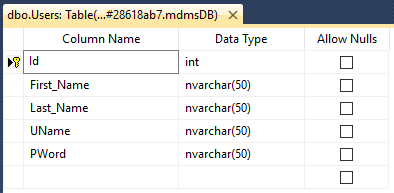 dbo.Users: Table(...#28618ab7.mdmsDB)
Column Name Data Type Allow Nulls
Id int
First_Name nvarchar(50)
Last_Name nvarchar(50)
UName nvarchar(50)
PWord nvarchar(50)